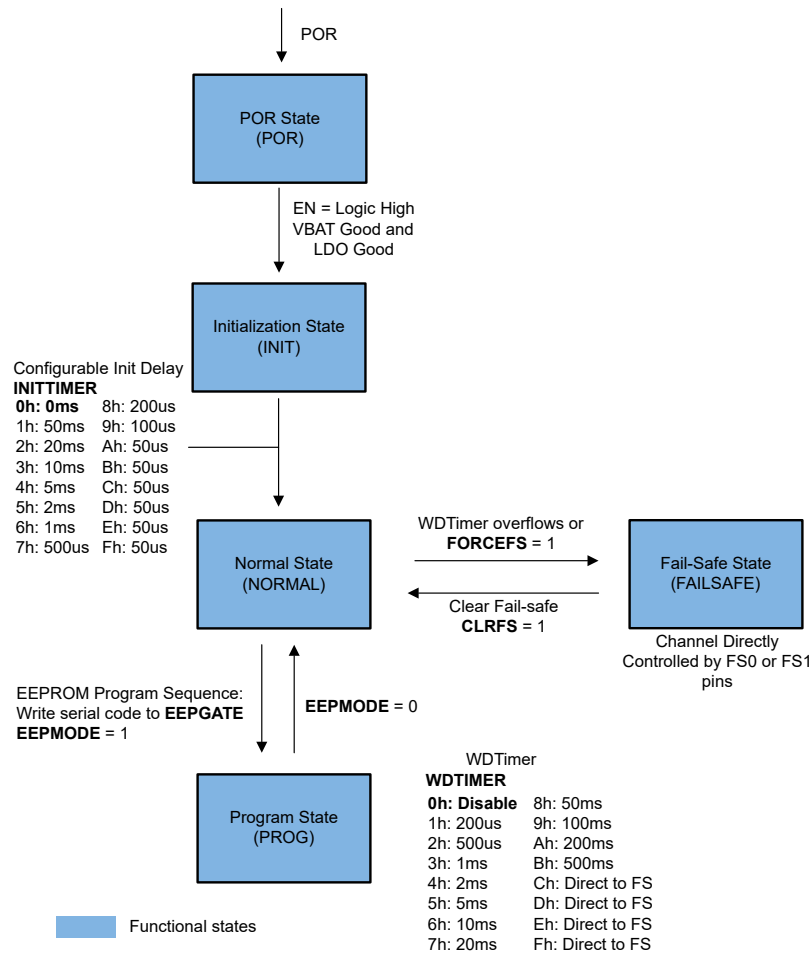 POR
POR State
(POR)
EN = Logic High
VBAT Good and
LDO Good
Initialization State
(INIT)
Configurable Init Delay
INITTIMER
0h: 0ms 8h: 200us
1h: 50ms 9h: 100us
2h: 20ms Ah: 50us
3h: 10ms Bh: 50us
4h: 5ms Ch: 50us
5h: 2ms Dh: 50us
6h: 1ms Eh: 50us
7h: 500us Fh: 50us
Normal State
(NORMAL)
WDTimer overflows or
FORCEFS = 1
Clear Fail-safe
CLRFS = 1
Fail-Safe State
(FAILSAFE)
Channel Directly
Controlled by FS0 or FS1
pins
EEPROM Program Sequence:
Write serial code to EEPGATE
EEPMODE = 1
EEPMODE = 0
Program State
(PROG)
WDTimer
WDTIMER
0h: Disable 8h: 50ms
1h: 200us 9h: 100ms
2h: 500us Ah: 200ms
3h: 1ms Bh: 500ms
4h: 2ms Ch: Direct to FS
5h: 5ms Dh: Direct to FS
6h: 10ms Eh: Direct to FS
7h: 20ms Fh: Direct to FS
Functional states